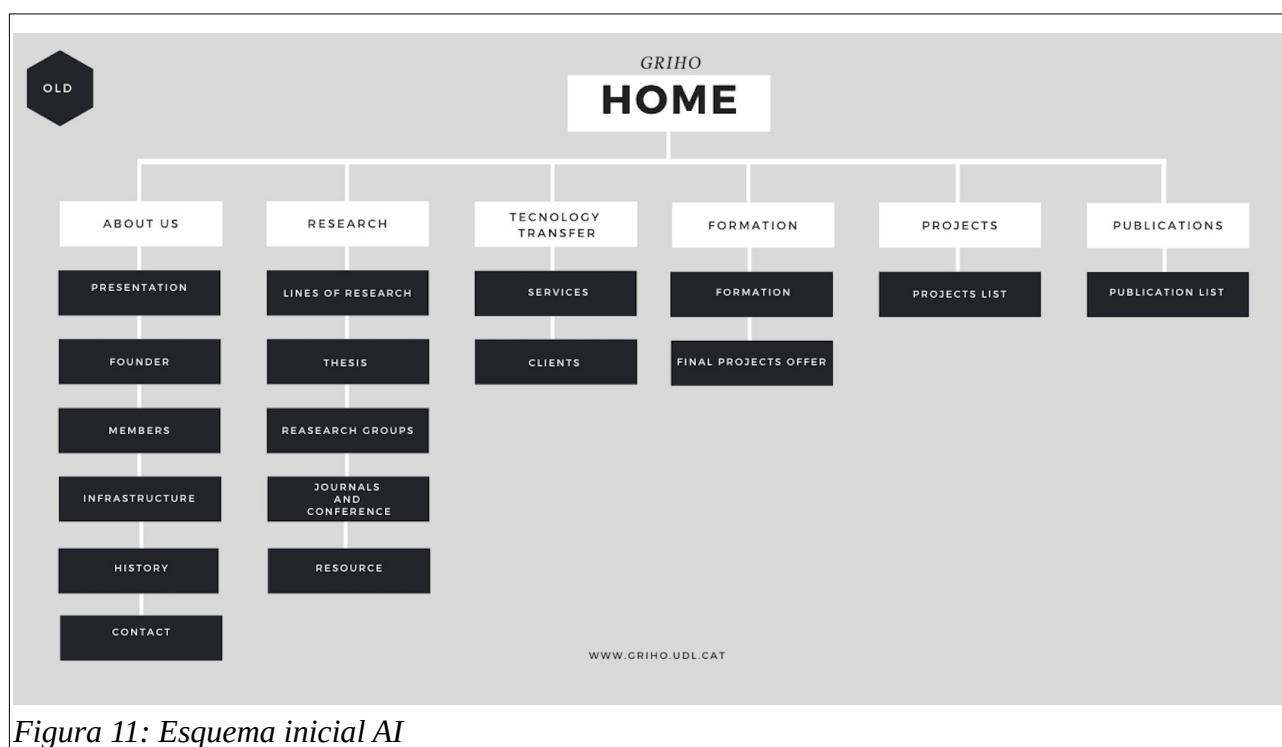 OLD
GRIHO
HOME
ABOUT US
RESEARCH
TECNOLOGY
TRANSFER
FORMATION
PROJECTS
PUBLICATIONS
PRESENTATION
LINES OF RESEARCH
SERVICES
FORMATION
PROJECTS LIST
PUBLICATION LIST
FOUNDER
THESIS
CLIENTS
FINAL PROJECTS OFFER
MEMBERS
REASEARCH GROUPS
INFRASTRUCTURE
JOURNALS
AND
CONFERENCE
HISTORY
RESOURCE
CONTACT
WWW.GRIHO.UDL.CAT
Figura 11: Esquema inicial AI